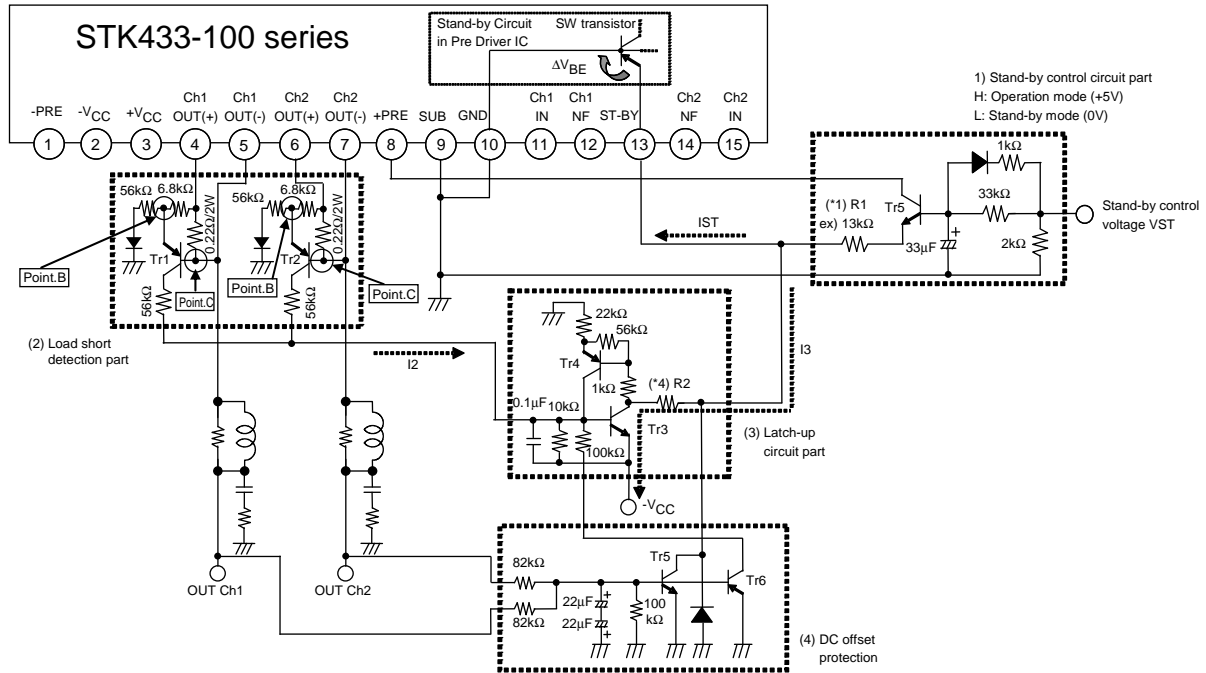 STK433-100 series
Stand-by Circuit
in Pre Driver IC
SW transistor
ΔVBE
-PRE
-VCC
+VCC
Ch1
OUT(+)
Ch1
OUT(-)
Ch2
OUT(+)
Ch2
OUT(-)
+PRE
SUB
GND
Ch1
IN
Ch1
NF
ST-BY
Ch2
NF
Ch2
IN
1 2 3 4 5 6 7 8 9 10 11 12 13 14 15
1) Stand-by control circuit part
H: Operation mode (+5V)
L: Stand-by mode (0V)
1kΩ
33kΩ
2kΩ
Tr5
+
33μF
(*1) R1
ex) 13kΩ
Stand-by control
voltage VST
IST
56kΩ
6.8kΩ
0.22Ω/2W
Tr1
56kΩ
Point.B
Point.C
56kΩ
6.8kΩ
0.22Ω/2W
Tr2
56kΩ
Point.B
Point.C
(2) Load short
detection part
I2
I3
22kΩ
56kΩ
Tr4
1kΩ
(*4) R2
0.1μF
10kΩ
Tr3
100kΩ
-VCC
(3) Latch-up
circuit part
OUT Ch1
OUT Ch2
82kΩ
82kΩ
22μF
+
22μF
+
100
kΩ
Tr5
Tr6
(4) DC offset
protection